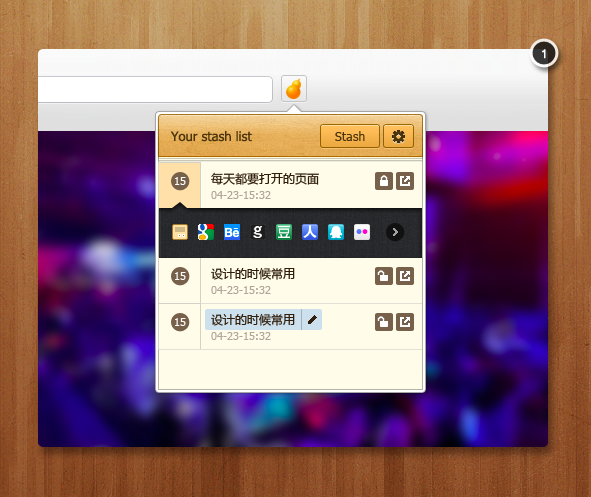 1
Your stash list
Stash
15
每天都要打开的页面
04-23-15:32
g Bē g 豆 人
15
设计的时候常用
04-23-15:32
15
设计的时候常用
04-23-15:32